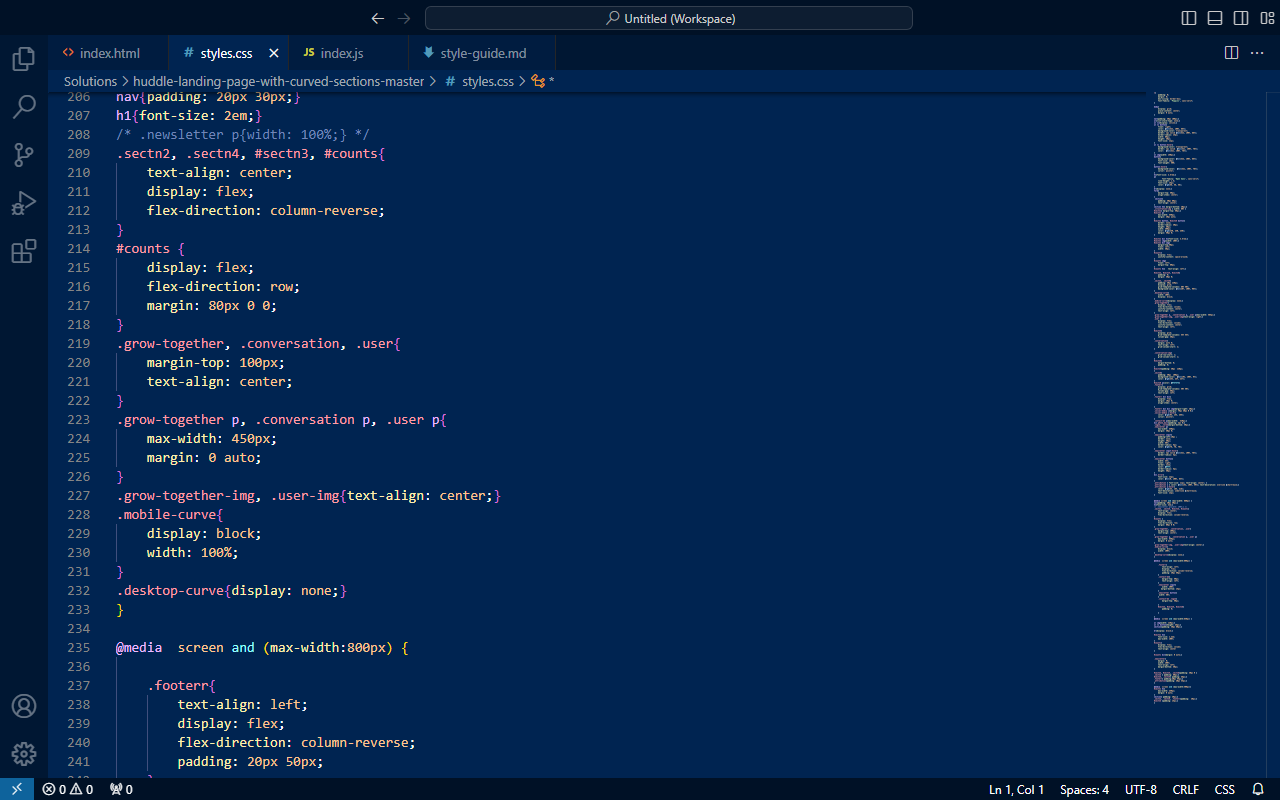 Untitled (Workspace)
index.html
# styles.css
JS index.js
style-guide.md
Solutions > huddle-landing-page-with-curved-sections-master > # styles.css > *
206 nav{padding: 20px 30px;}
207 h1{font-size: 2em;}
208 /* .newsletter p{width: 100%;} */
209 .sectn2, .sectn4, #sectn3, #counts{
210 text-align: center;
211 display: flex;
212 flex-direction: column-reverse;
213 }
214 #counts {
215 display: flex;
216 flex-direction: row;
217 margin: 80px 0 0;
218 }
219 .grow-together, .conversation, .user{
220 margin-top: 100px;
221 text-align: center;
222 }
223 .grow-together p, .conversation p, .user p{
224 max-width: 450px;
225 margin: 0 auto;
226 }
227 .grow-together-img, .user-img{text-align: center;}
228 .mobile-curve{
229 display: block;
230 width: 100%;
231 }
232 .desktop-curve{display: none;}
233 }
234
235 @media  screen and (max-width:800px) {
236
237 .footerr{
238 text-align: left;
239 display: flex;
240 flex-direction: column-reverse;
241 padding: 20px 50px;
0 0 0 Ln 1, Col 1 Spaces: 4 UTF-8 CRLF CSS